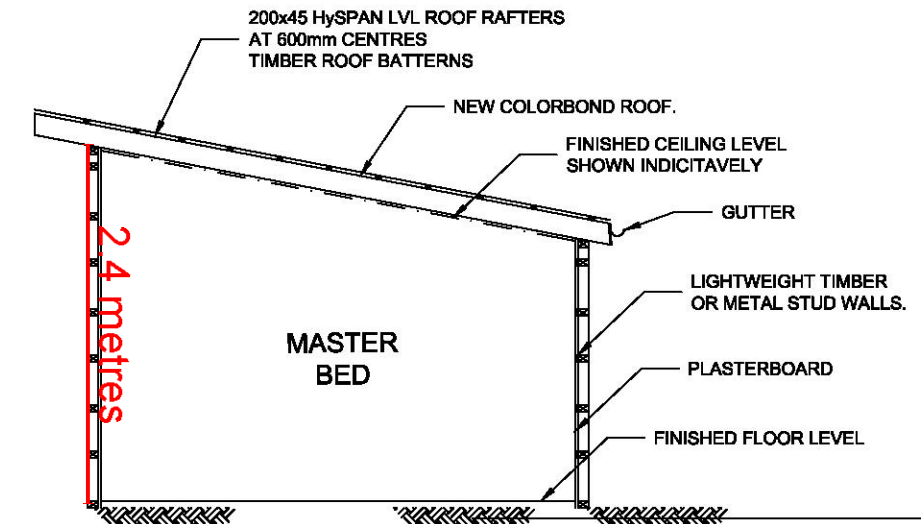 200x45 HySPAN LVL ROOF RAFTERS
AT 600mm CENTRES
TIMBER ROOF BATTERNS
NEW COLORBOND ROOF.
FINISHED CEILING LEVEL
SHOWN INDICITAVELY
GUTTER
2.4 metres
LIGHTWEIGHT TIMBER
OR METAL STUD WALLS.
MASTER
BED
PLASTERBOARD
FINISHED FLOOR LEVEL